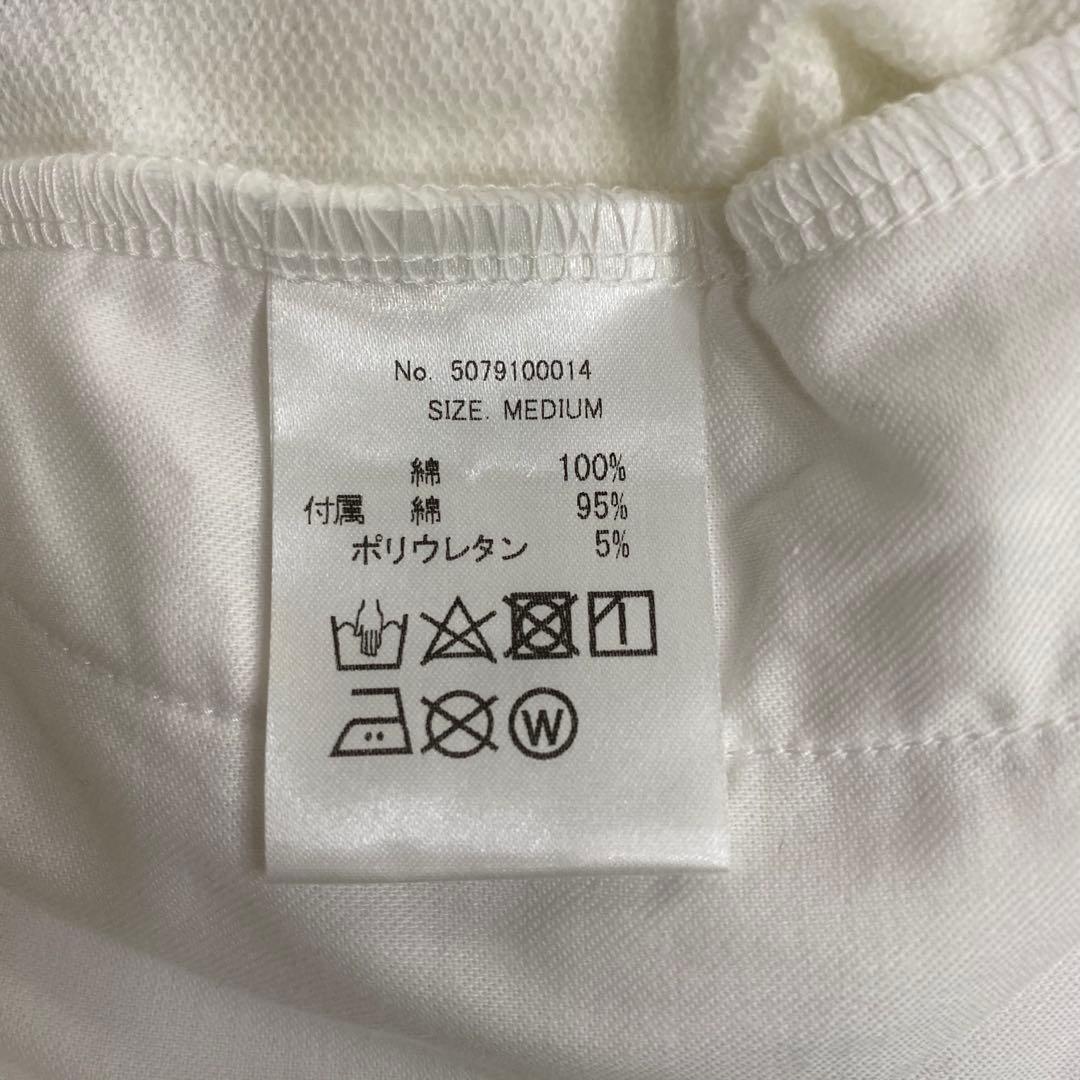 No. 5079100014
SIZE. MEDIUM
綿 100%
付属 綿 95%
ポリウレタン 5%
W